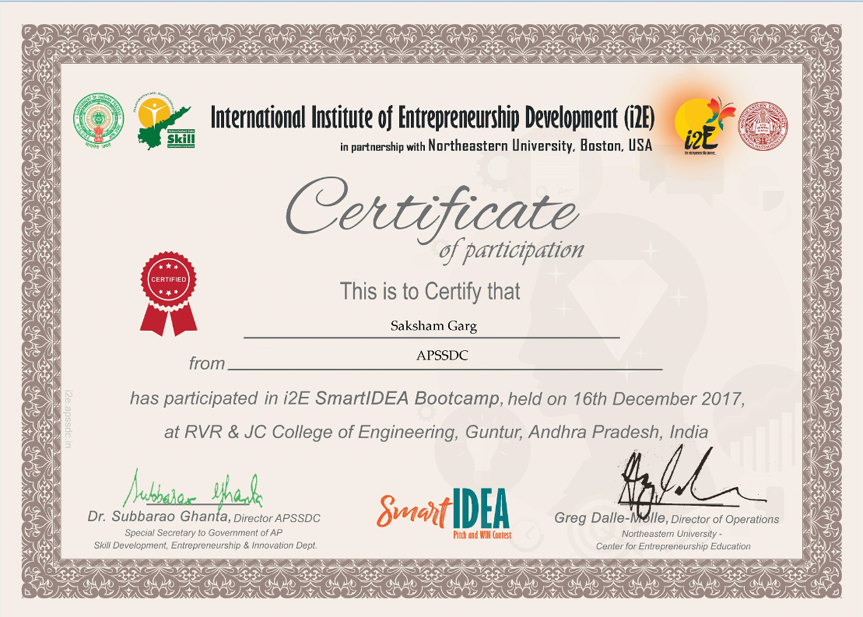 International Institute of Entrepreneurship Development (i2E)
in partnership with Northeastern University, Boston, USA
Skill
i2E
Certificate
of participation
CERTIFIED
This is to Certify that
Saksham Garg
from APSSDC
has participated in i2E SmartIDEA Bootcamp, held on 16th December 2017,
at RVR & JC College of Engineering, Guntur, Andhra Pradesh, India
i2e.apssdc.in
Subbarao Ghanta
Dr. Subbarao Ghanta, Director APSSDC
Special Secretary to Government of AP
Skill Development, Entrepreneurship & Innovation Dept.
Smart IDEA
Pitch and WIN Contest
Greg Dalle-Molle, Director of Operations
Northeastern University -
Center for Entrepreneurship Education